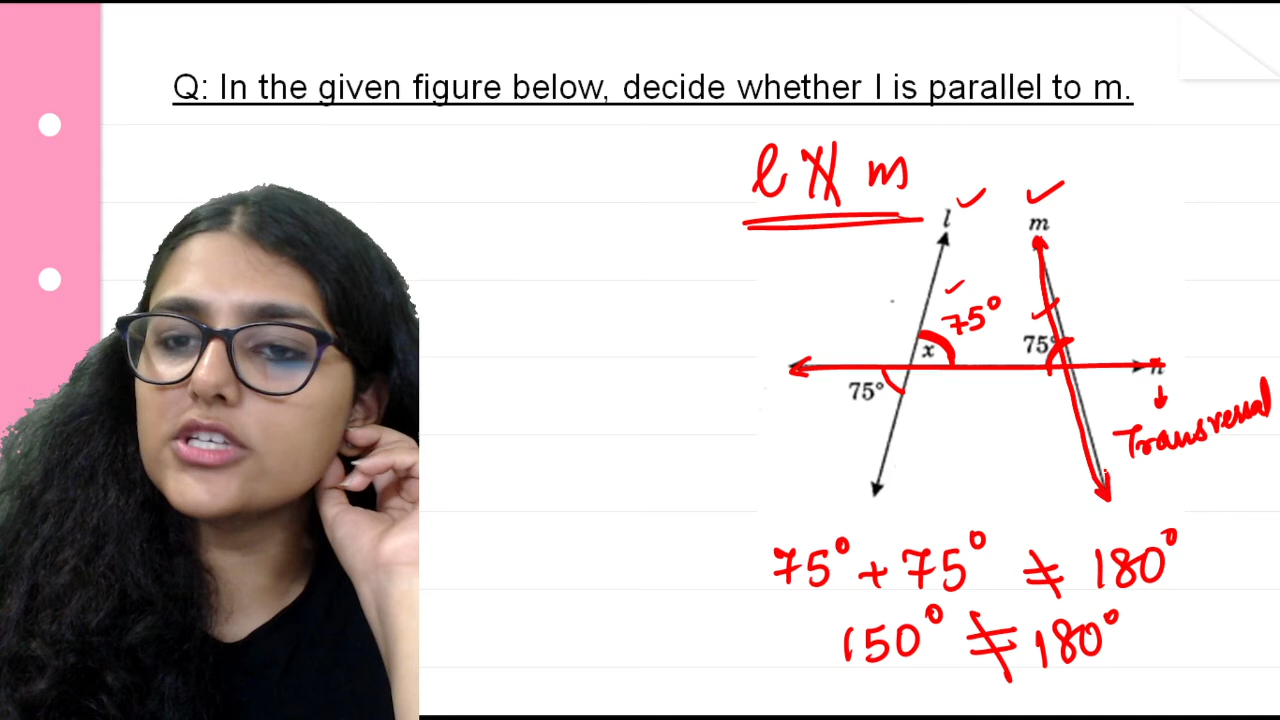 Q: In the given figure below, decide whether l is parallel to m.
l ∦ m
l
m
75°
x
75°
n
75°
Transversal
75° + 75° ≠ 180°
150° ≠ 180°